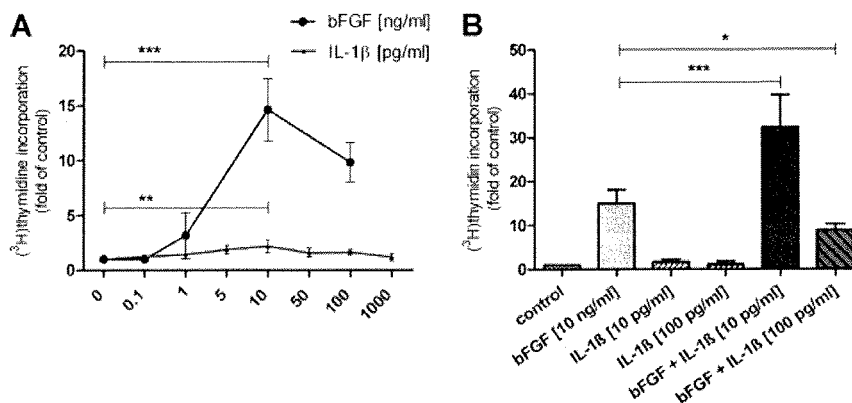 A
bFGF [ng/ml]
IL-1β [pg/ml]
(³H)thymidine incorporation
(fold of control)
20
15
10
5
0
***
**
0 0.1 1 5 10 50 100 1000
B
(³H)thymidin incorporation
(fold of control)
50
40
30
20
10
0
*
***
control
bFGF [10 ng/ml]
IL-1ß [10 pg/ml]
IL-1ß [100 pg/ml]
bFGF + IL-1ß [10 pg/ml]
bFGF + IL-1ß [100 pg/ml]